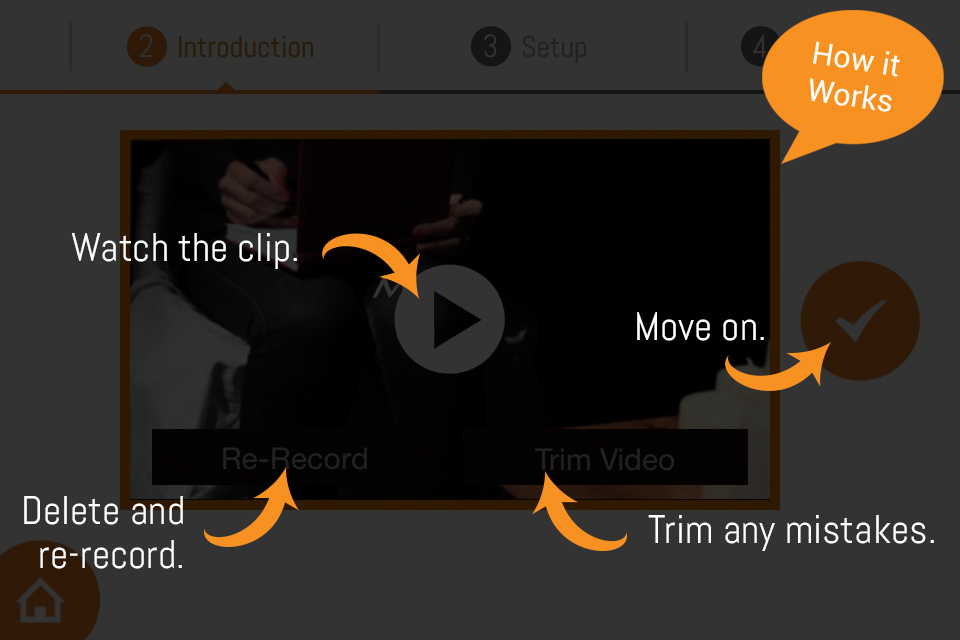 2 Introduction
3 Setup
4
How it
Works
Watch the clip.
Move on.
Re-Record
Trim Video
Delete and
re-record.
Trim any mistakes.